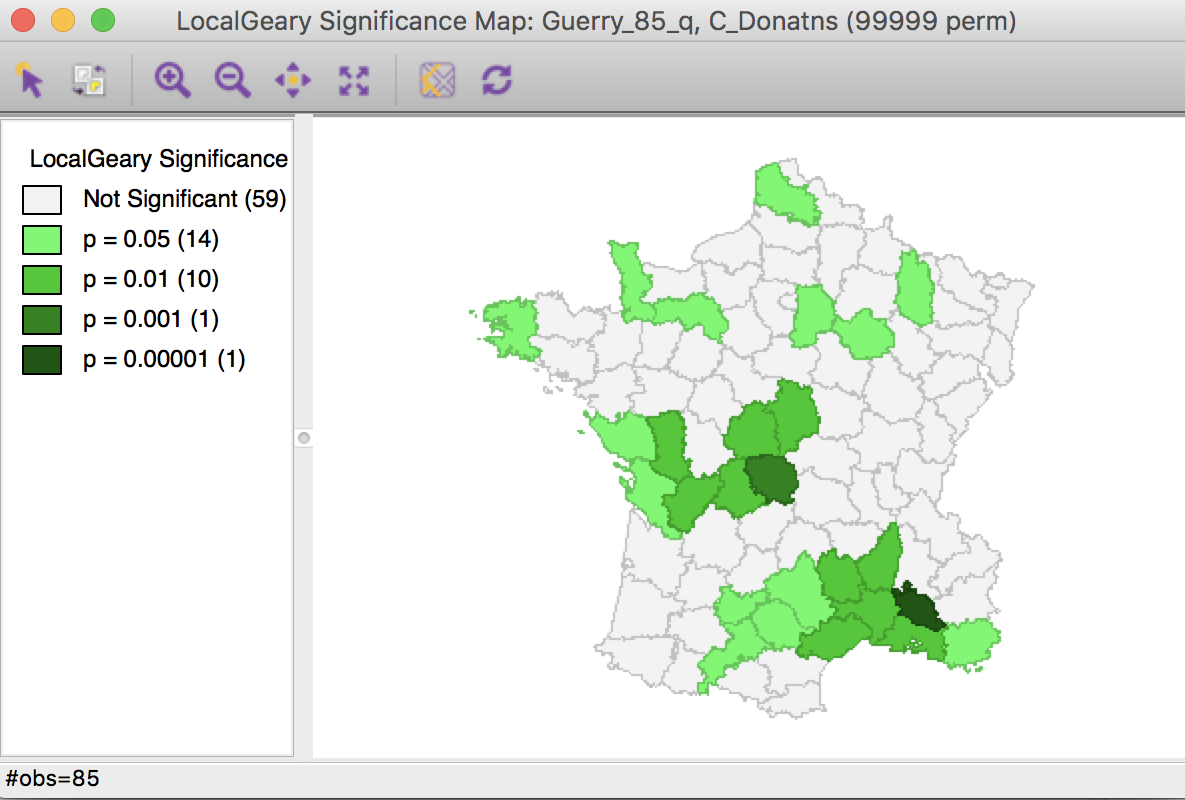 LocalGeary Significance Map: Guerry_85_q, C_Donatns (99999 perm)
LocalGeary Significance
Not Significant (59)
p = 0.05 (14)
p = 0.01 (10)
p = 0.001 (1)
p = 0.00001 (1)
#obs=85